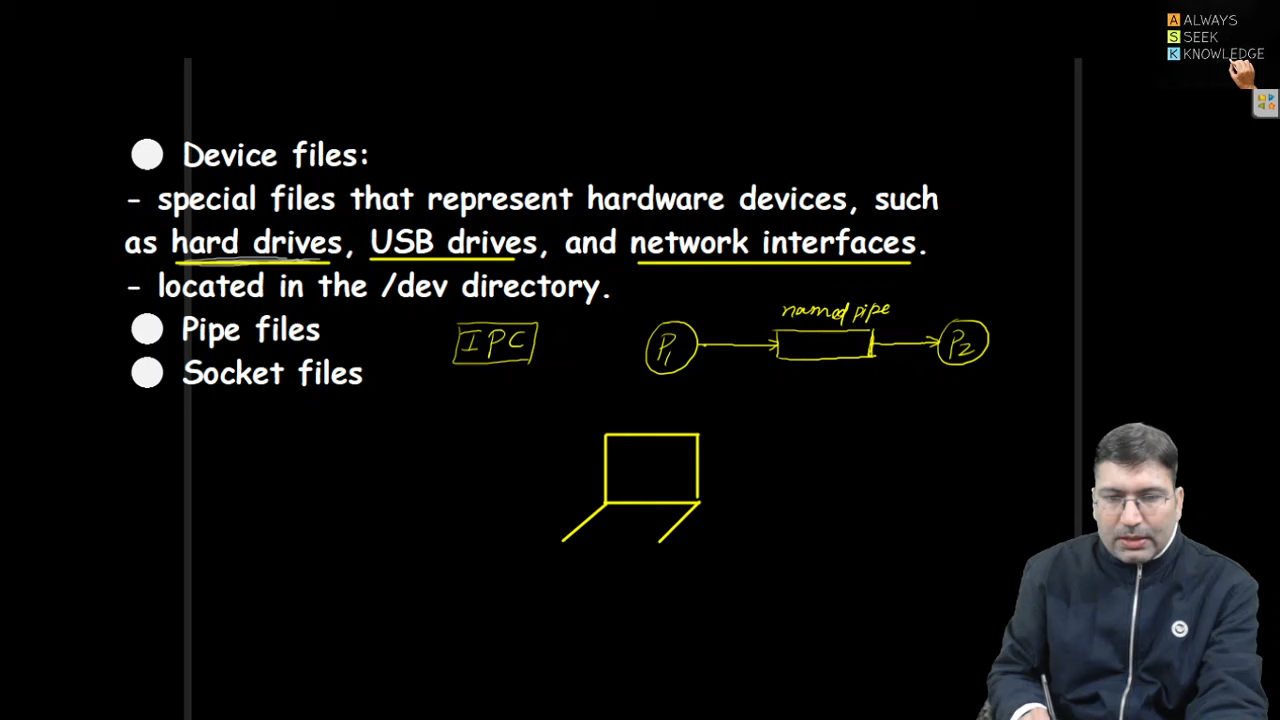 A ALWAYS
S SEEK
K KNOWLEDGE
Device files:
- special files that represent hardware devices, such
as hard drives, USB drives, and network interfaces.
- located in the /dev directory.
named pipe
Pipe files
IPC
P1
P2
Socket files